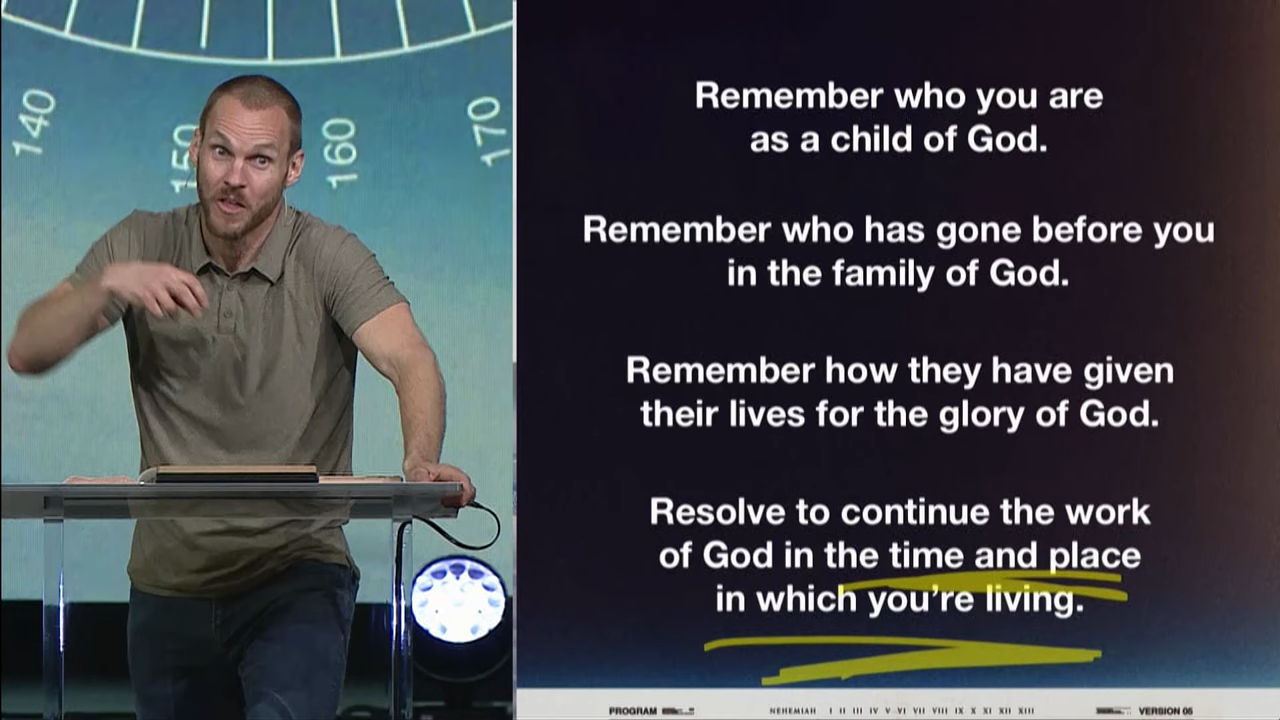 140
150
160
170
Remember who you are
as a child of God.
Remember who has gone before you
in the family of God.
Remember how they have given
their lives for the glory of God.
Resolve to continue the work
of God in the time and place
in which you're living.
PROGRAM
NEHEMIAH I II III IV V VI VII VIII IX X XI XII XIII
VERSION 05